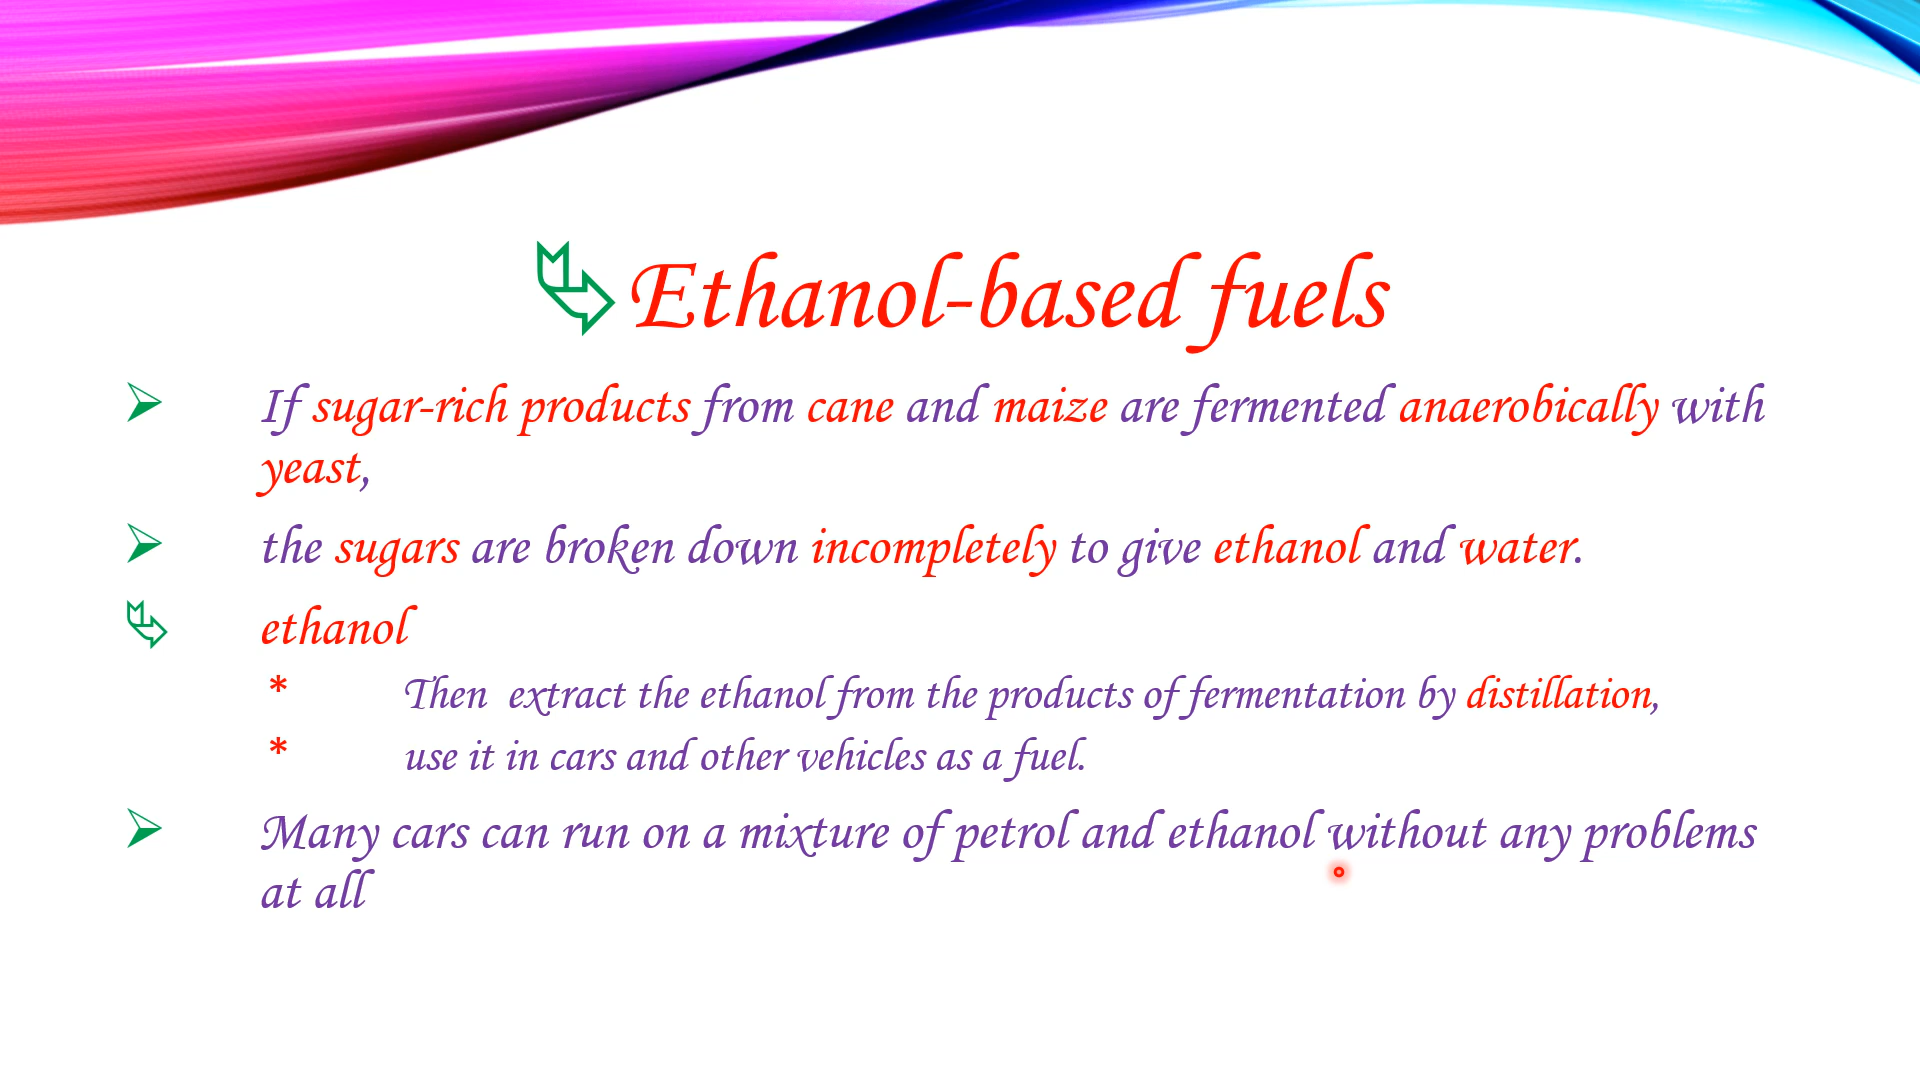 Ethanol-based fuels
If sugar-rich products from cane and maize are fermented anaerobically with
yeast,
the sugars are broken down incompletely to give ethanol and water.
ethanol
* Then extract the ethanol from the products of fermentation by distillation,
* use it in cars and other vehicles as a fuel.
Many cars can run on a mixture of petrol and ethanol without any problems
at all